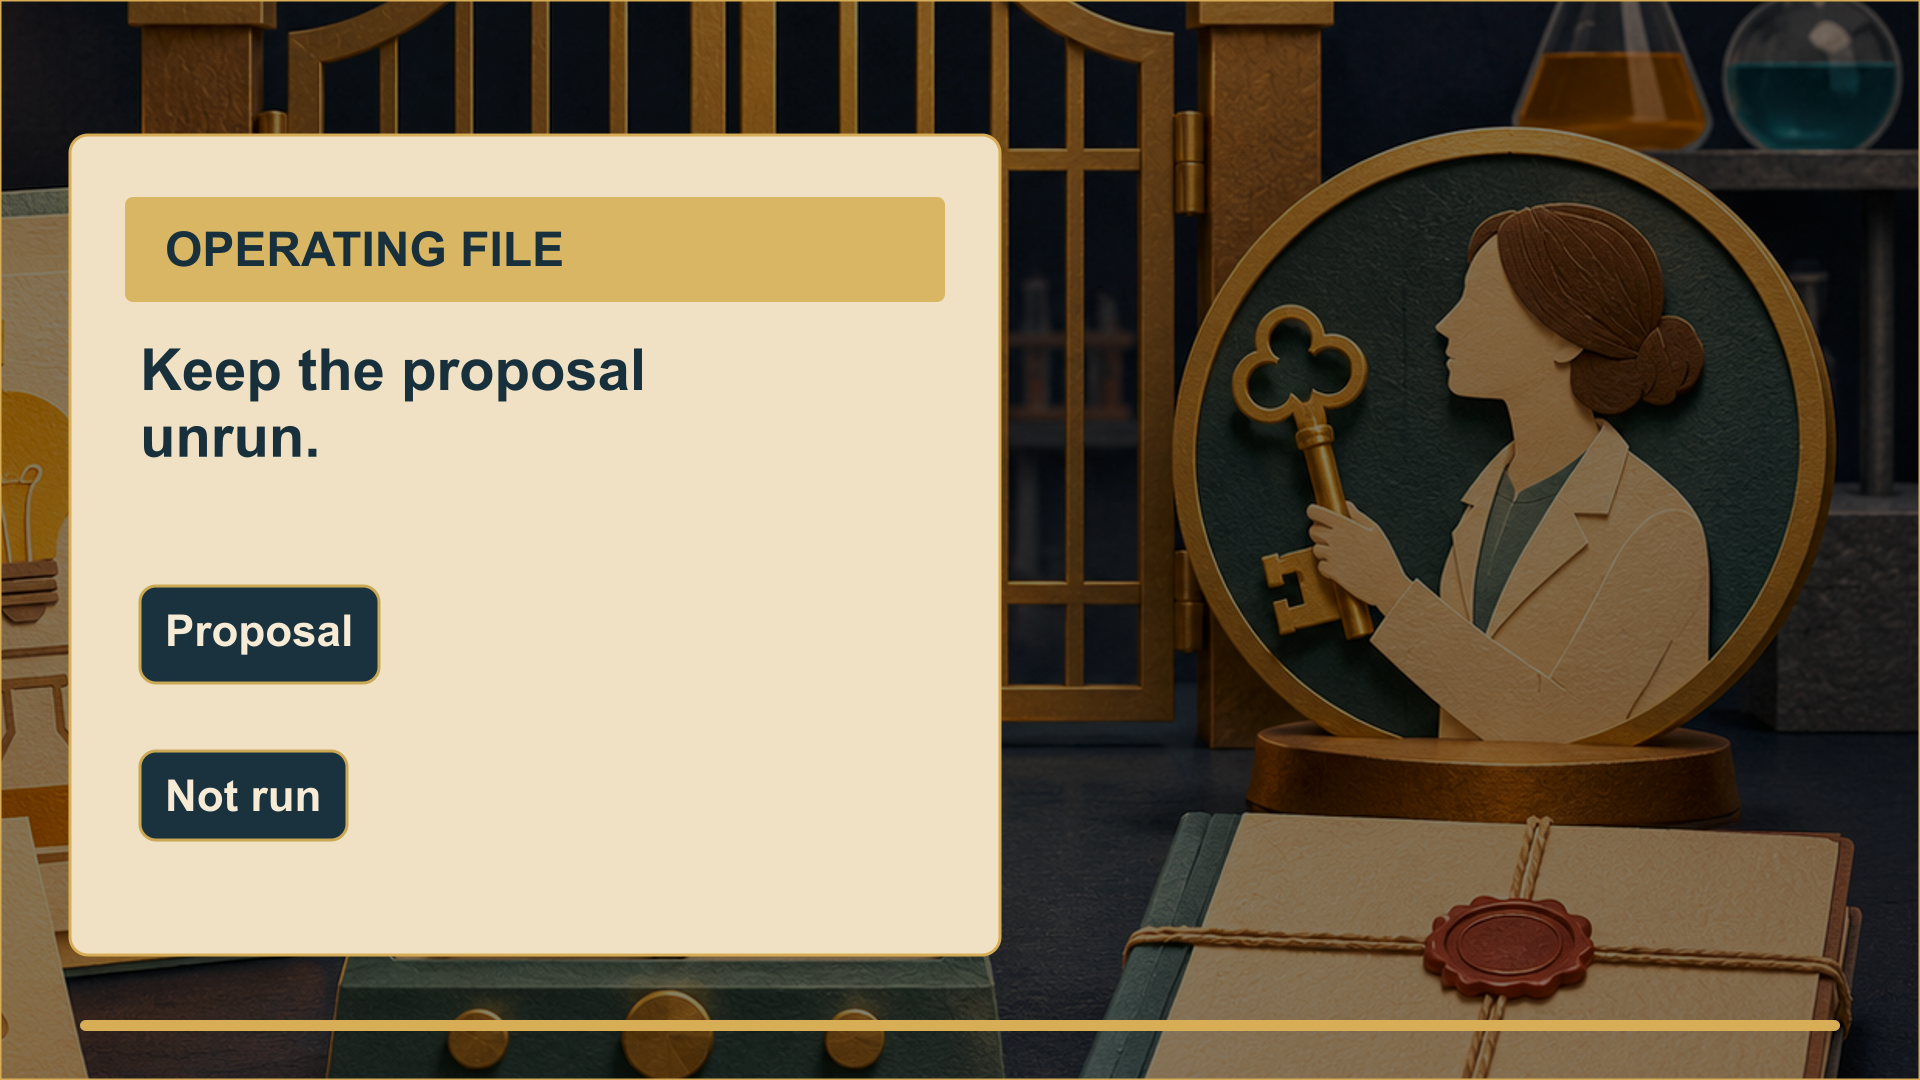 OPERATING FILE
Keep the proposal
unrun.
Proposal
Not run